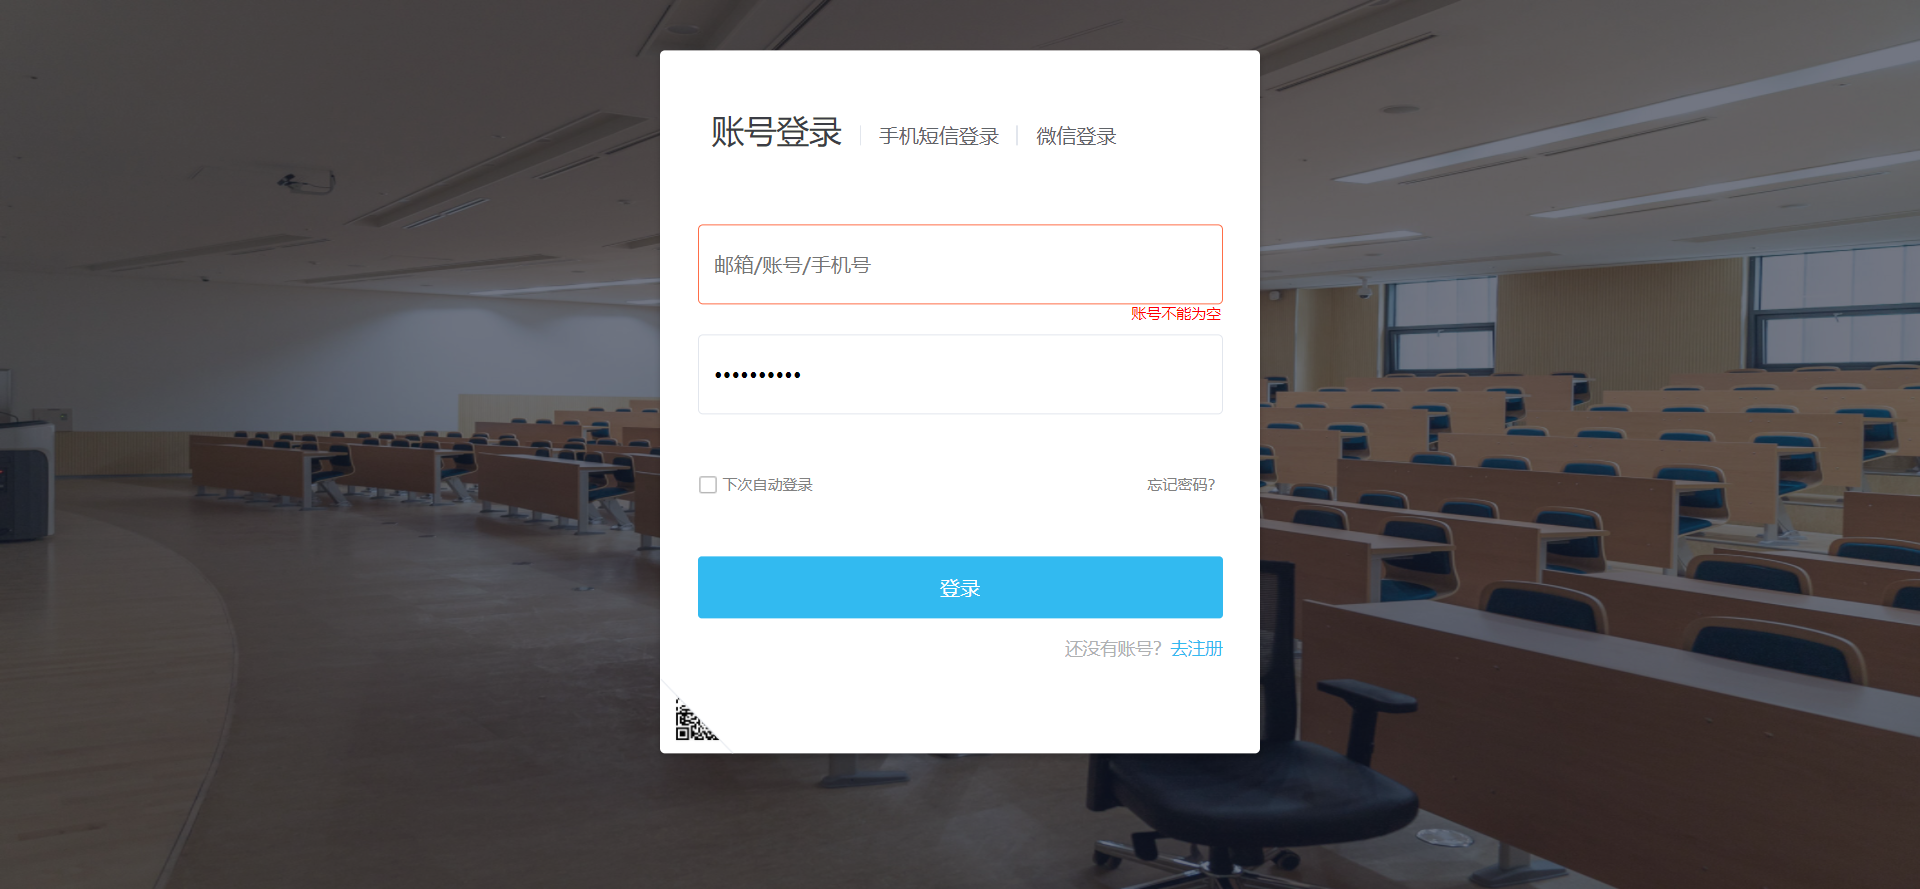 账号登录
手机短信登录
微信登录
邮箱/账号/手机号
账号不能为空
••••••••••
下次自动登录
忘记密码?
登录
还没有账号? 去注册